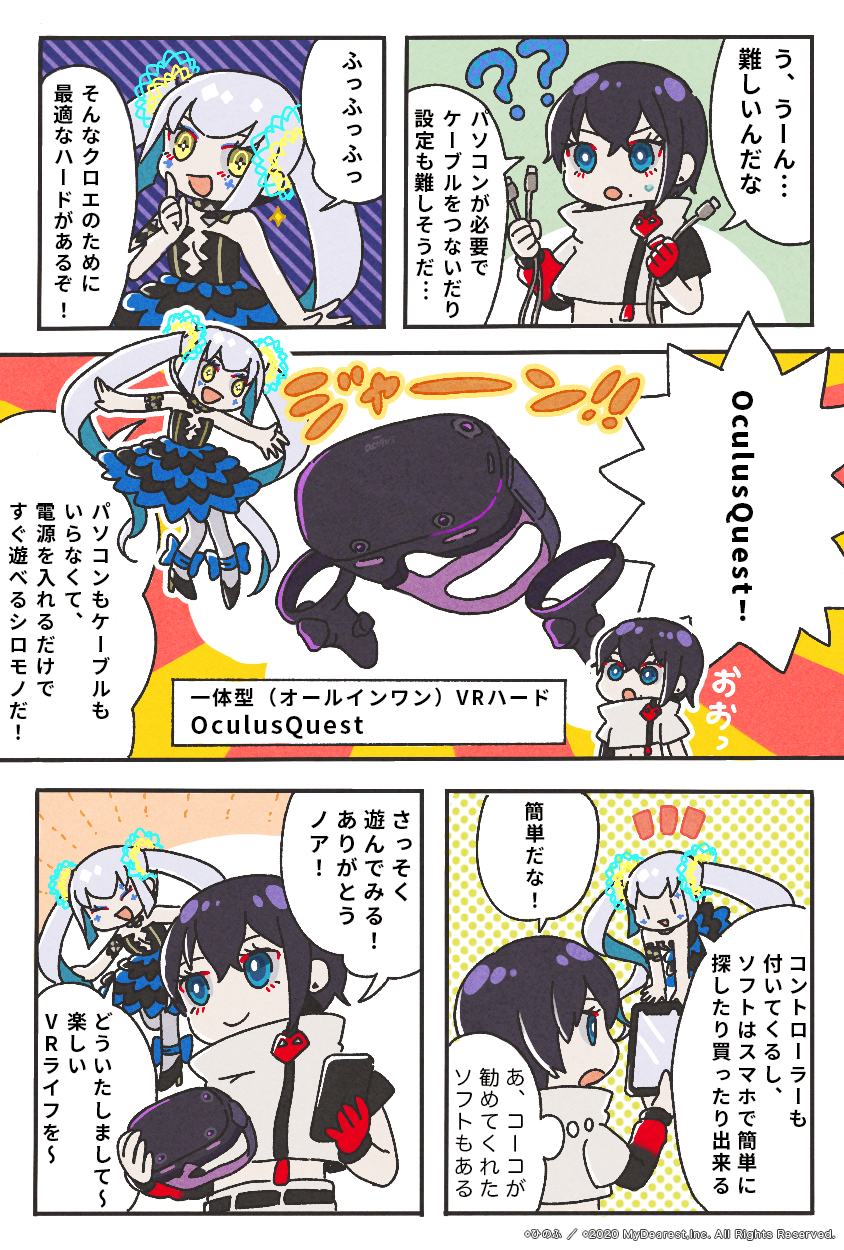 う、うーん…
難しいんだな
??
パソコンが必要で
ケーブルをつないだり
設定も難しそうだ…
ふっふっふっ
そんなクロエのために
最適なハードがあるぞ！
OculusQuest！
ジャーン!!
パソコンもケーブルも
いらなくて、
電源を入れるだけで
すぐ遊べるシロモノだ！
おおっ
一体型（オールインワン）VRハード
OculusQuest
コントローラーも
付いてくるし、
ソフトはスマホで簡単に
探したり買ったり出来る
簡単だな！
あ、コーコが
勧めてくれた
ソフトもある
さっそく
遊んでみる！
ありがとう
ノア！
どういたしまして～
楽しい
VRライフを～
©ひのふ ／ ©2020 MyDearest,Inc. All Rights Reserved.